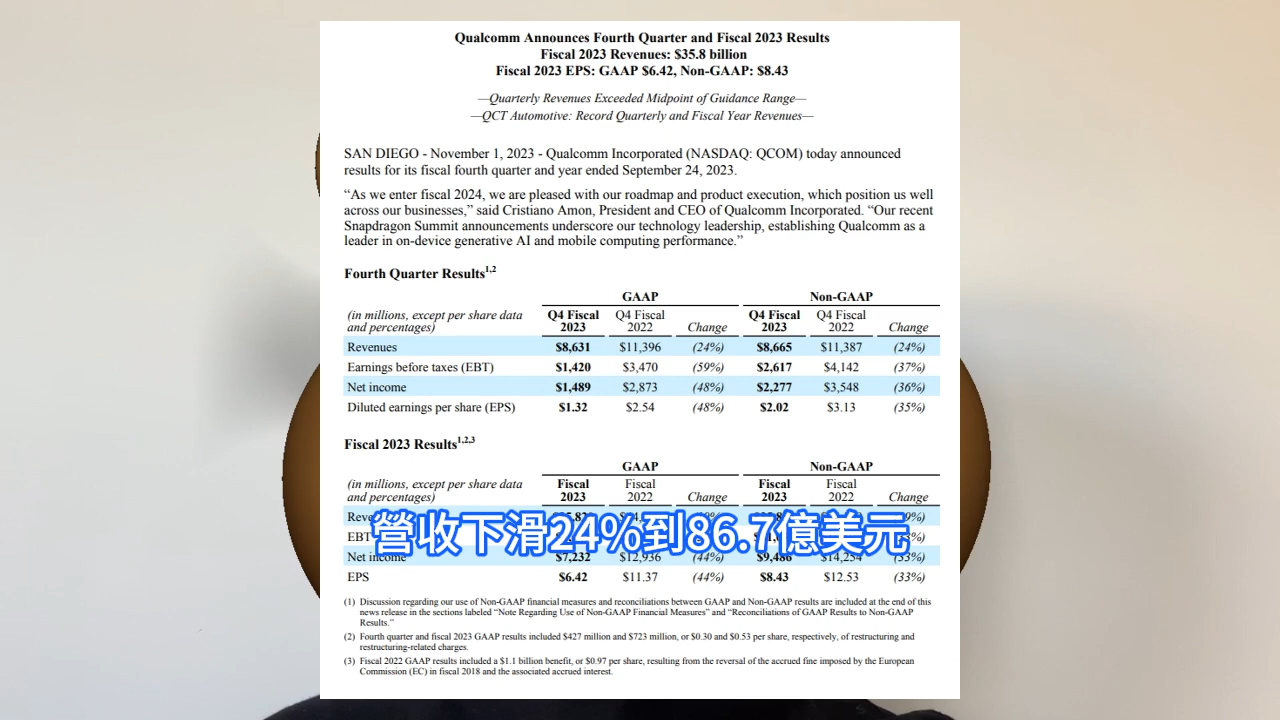 Qualcomm Announces Fourth Quarter and Fiscal 2023 Results
Fiscal 2023 Revenues: $35.8 billion
Fiscal 2023 EPS: GAAP $6.42, Non-GAAP: $8.43
—Quarterly Revenues Exceeded Midpoint of Guidance Range—
—QCT Automotive: Record Quarterly and Fiscal Year Revenues—
SAN DIEGO - November 1, 2023 - Qualcomm Incorporated (NASDAQ: QCOM) today announced
results for its fiscal fourth quarter and year ended September 24, 2023.
“As we enter fiscal 2024, we are pleased with our roadmap and product execution, which position us well
across our businesses,” said Cristiano Amon, President and CEO of Qualcomm Incorporated. “Our recent
Snapdragon Summit announcements underscore our technology leadership, establishing Qualcomm as a
leader in on-device generative AI and mobile computing performance.”
Fourth Quarter Results1,2
GAAP Non-GAAP
(in millions, except per share data and percentages) Q4 Fiscal 2023 Q4 Fiscal 2022 Change Q4 Fiscal 2023 Q4 Fiscal 2022 Change
Revenues $8,631 $11,396 (24%) $8,665 $11,387 (24%)
Earnings before taxes (EBT) $1,420 $3,470 (59%) $2,617 $4,142 (37%)
Net income $1,489 $2,873 (48%) $2,277 $3,548 (36%)
Diluted earnings per share (EPS) $1.32 $2.54 (48%) $2.02 $3.13 (35%)
Fiscal 2023 Results1,2,3
GAAP Non-GAAP
(in millions, except per share data and percentages) Fiscal 2023 Fiscal 2022 Change Fiscal 2023 Fiscal 2022 Change
營收下滑24%到86.7億美元
EBT
Net income $7,232 $12,936 (44%) $9,486 $14,254 (33%)
EPS $6.42 $11.37 (44%) $8.43 $12.53 (33%)
(1) Discussion regarding our use of Non-GAAP financial measures and reconciliations between GAAP and Non-GAAP results are included at the end of this
news release in the sections labeled “Note Regarding Use of Non-GAAP Financial Measures” and “Reconciliations of GAAP Results to Non-GAAP
Results.”
(2) Fourth quarter and fiscal 2023 GAAP results included $427 million and $723 million, or $0.30 and $0.53 per share, respectively, of restructuring and
restructuring-related charges.
(3) Fiscal 2022 GAAP results included a $1.1 billion benefit, or $0.97 per share, resulting from the reversal of the accrued fine imposed by the European
Commission (EC) in fiscal 2018 and the associated accrued interest.